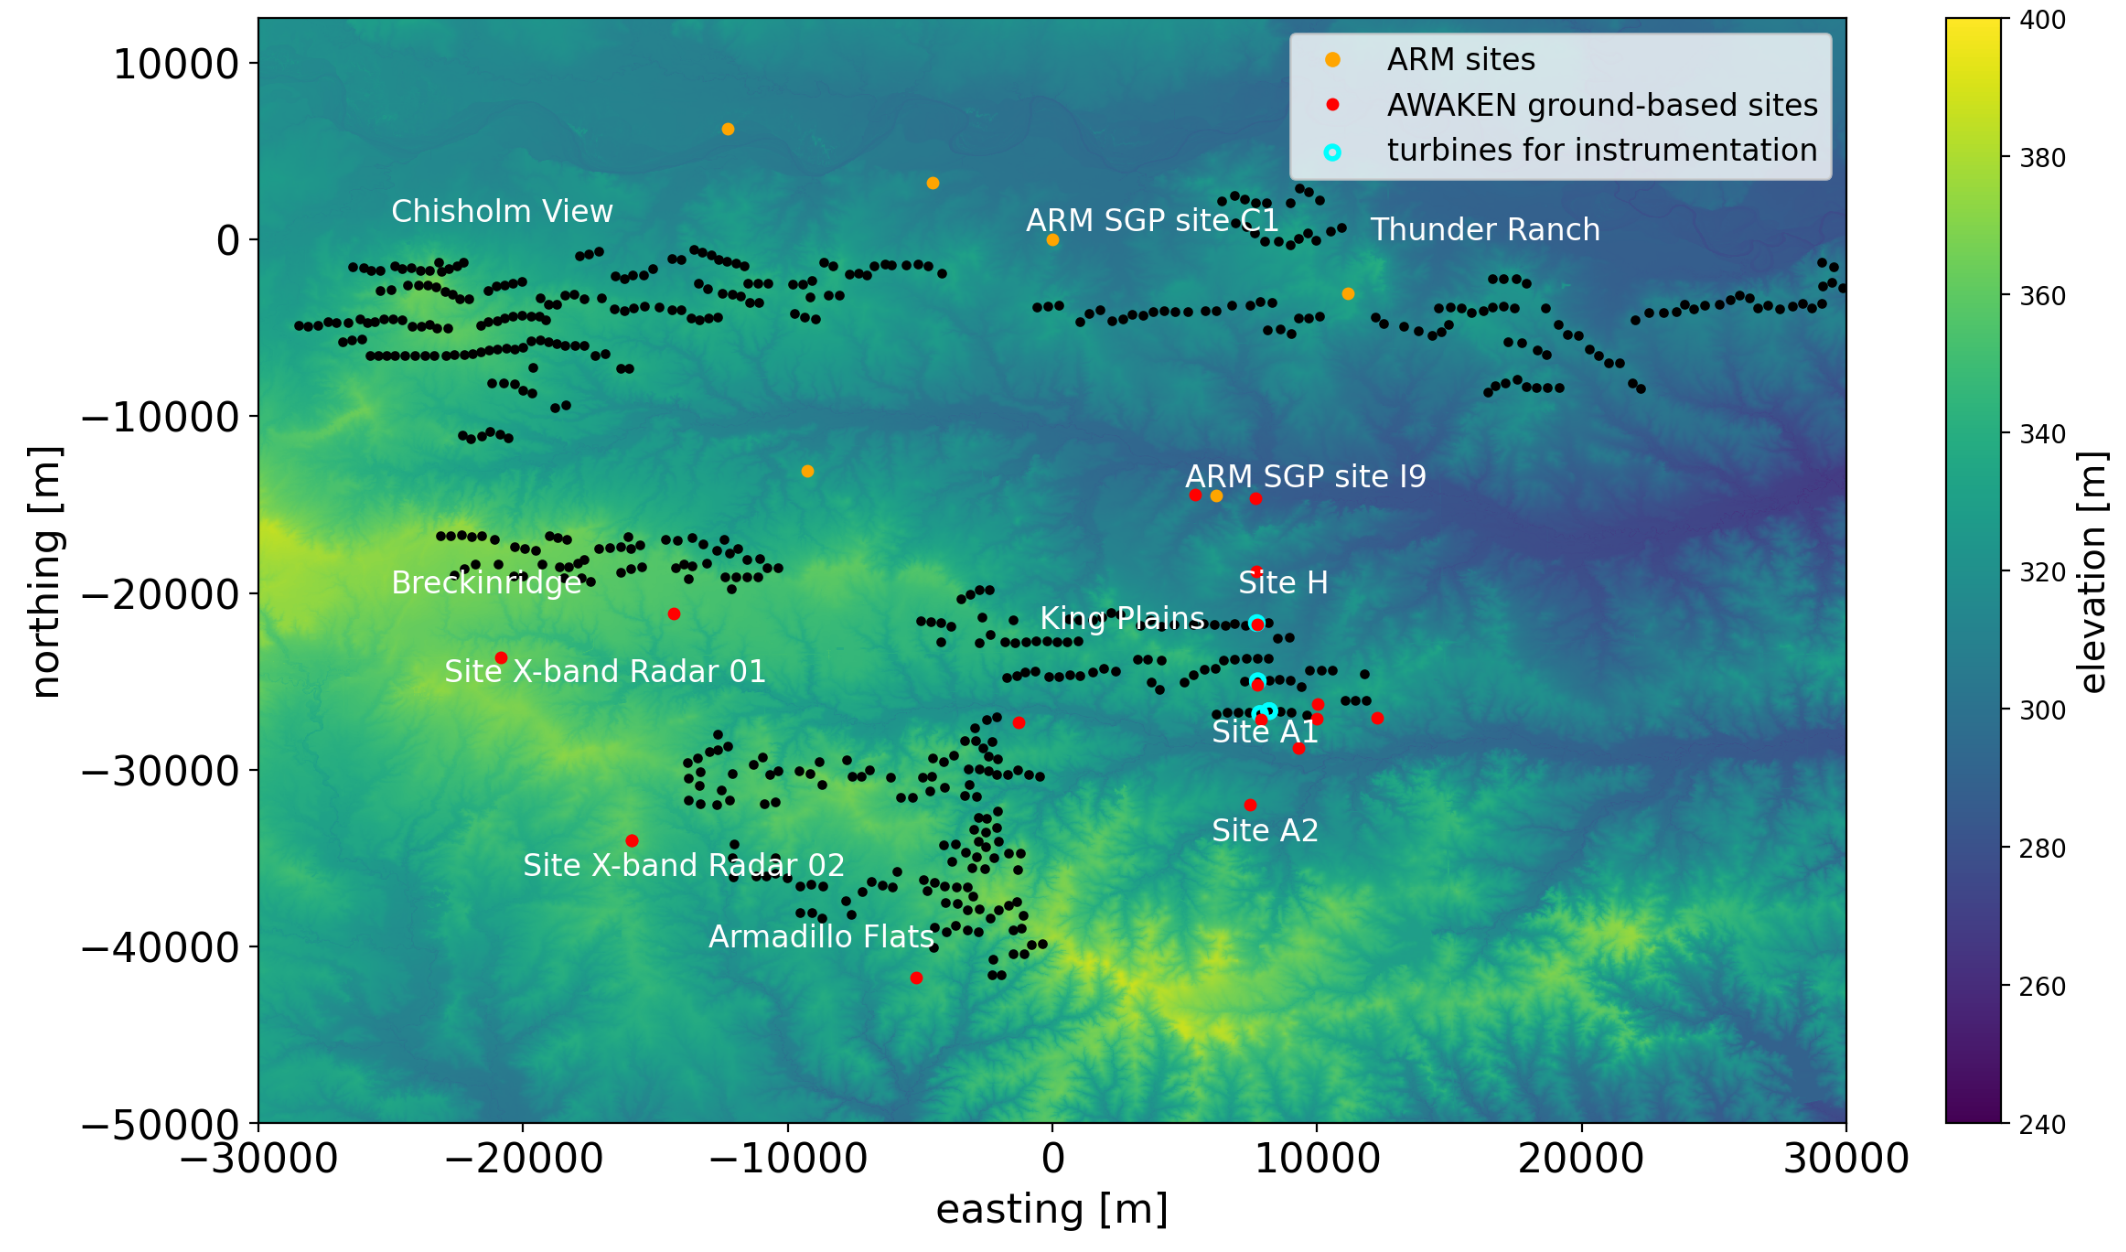 ARM sites
AWAKEN ground-based sites
turbines for instrumentation
Chisholm View
ARM SGP site C1
Thunder Ranch
ARM SGP site I9
Breckinridge
Site H
King Plains
Site X-band Radar 01
Site A1
Site A2
Site X-band Radar 02
Armadillo Flats
10000
0
−10000
−20000
−30000
−40000
−50000
northing [m]
−30000
−20000
−10000
0
10000
20000
30000
easting [m]
400
380
360
340
320
300
280
260
240
elevation [m]